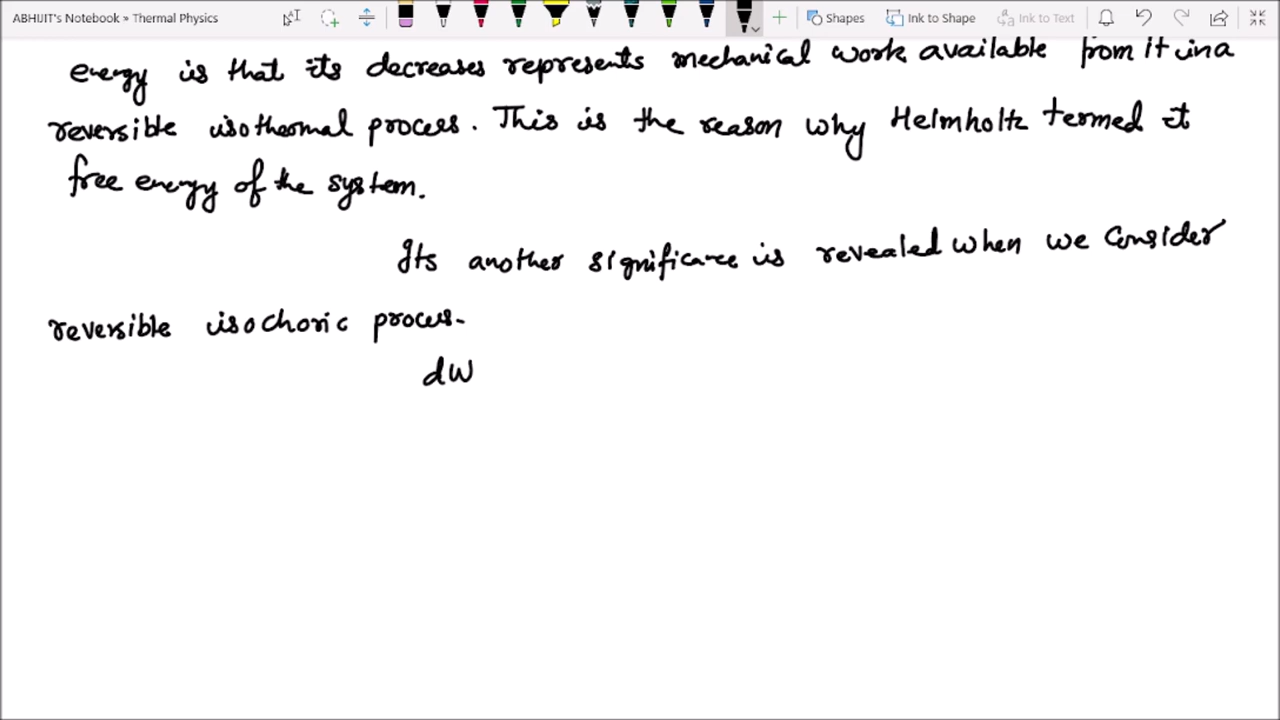 ABHIJIT's Notebook » Thermal Physics
Shapes
Ink to Shape
Ink to Text
energy is that its decreases represents mechanical work available from it in a
reversible isothermal process. This is the reason why Helmholtz termed it
free energy of the system.
Its another significance is revealed when we consider
reversible isochoric process.
dW